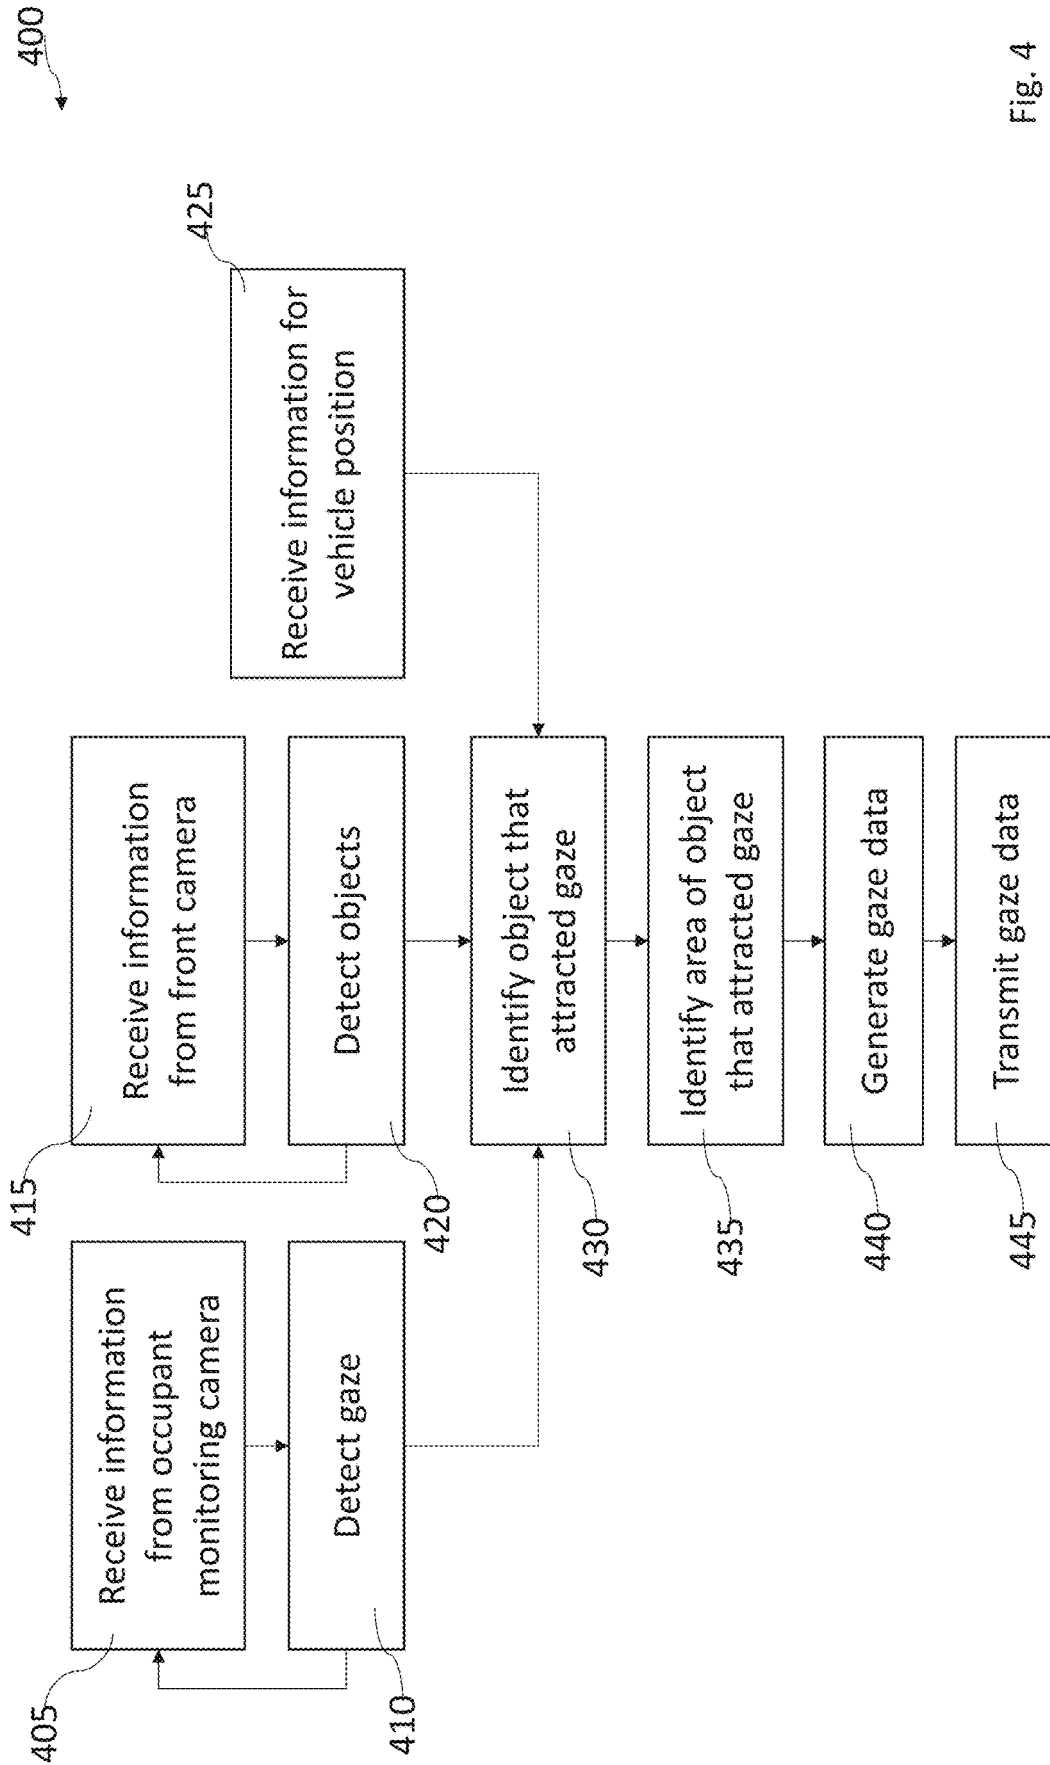 400
405
Receive information
from occupant
monitoring camera
410
Detect gaze
415
Receive information
from front camera
420
Detect objects
425
Receive information for
vehicle position
430
Identify object that
attracted gaze
435
Identify area of object
that attracted gaze
440
Generate gaze data
445
Transmit gaze data
Fig. 4